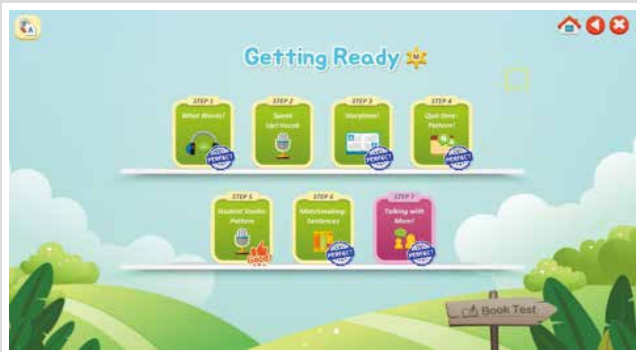 Getting Ready
STEP 1
What Words?
PERFECT
STEP 2
Speak
Up! Vocab
STEP 3
Storytime!
PERFECT
STEP 4
Quiz time:
Pattern!
PERFECT
STEP 5
Student Studio:
Pattern
Good!
STEP 6
Matchmaking:
Sentences
PERFECT
STEP 7
Talking with
PERFECT
Book Test